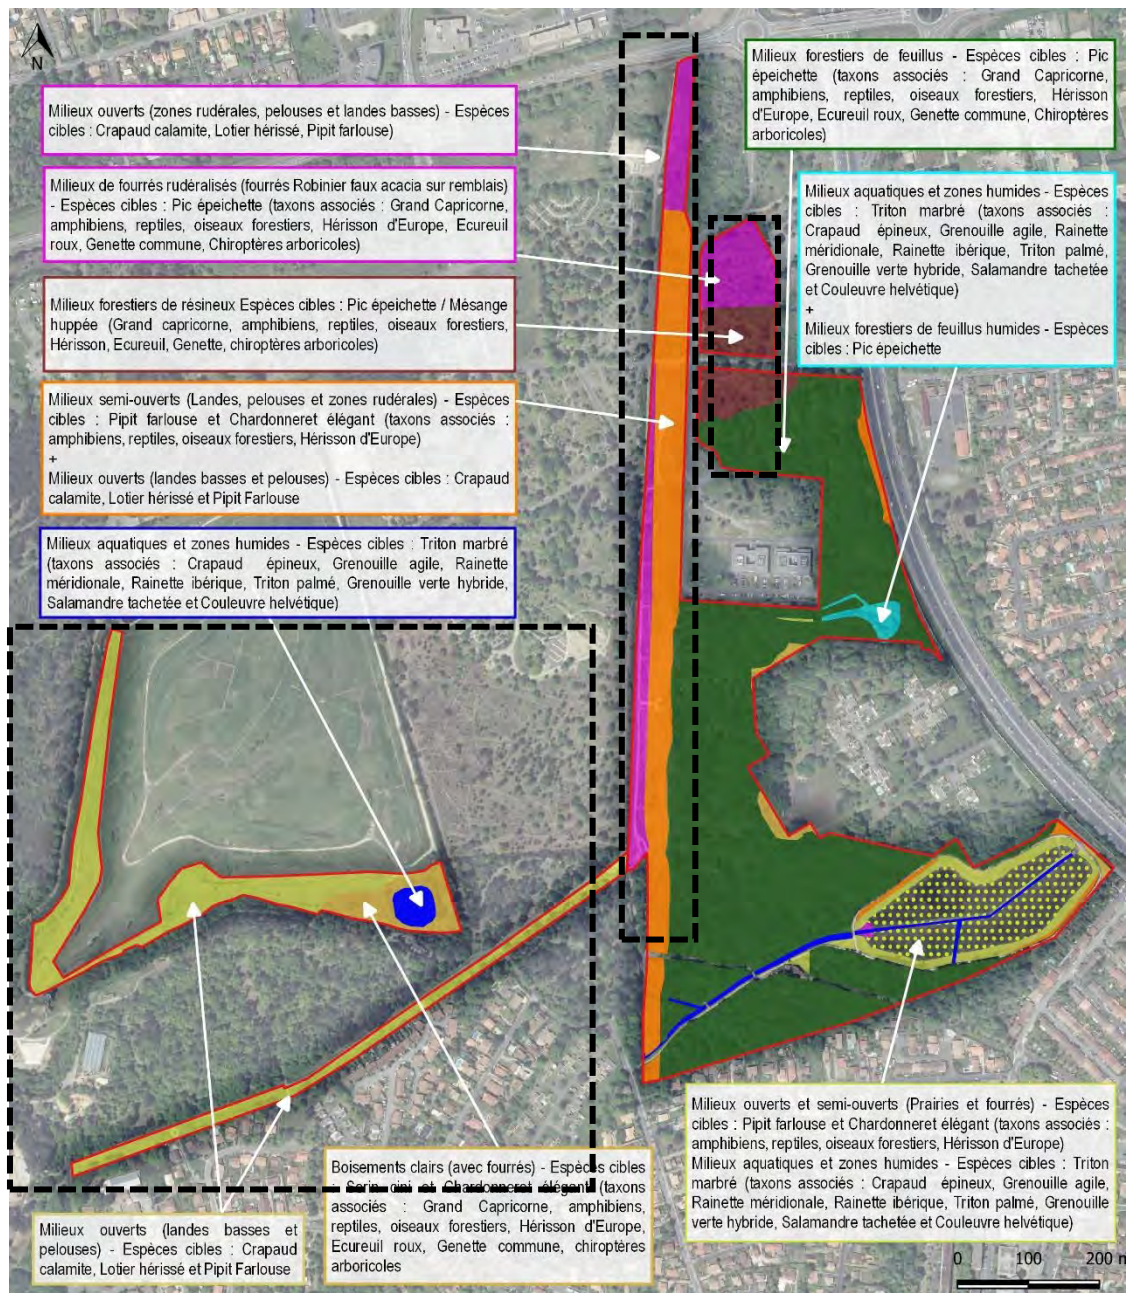 N
Milieux ouverts (zones rudérales, pelouses et landes basses) - Espèces
cibles : Crapaud calamite, Lotier hérissé, Pipit farlouse)
Milieux de fourrés rudéralisés (fourrés Robinier faux acacia sur remblais)
- Espèces cibles : Pic épeichette (taxons associés : Grand Capricorne,
amphibiens, reptiles, oiseaux forestiers, Hérisson d'Europe, Ecureuil
roux, Genette commune, Chiroptères arboricoles)
Milieux forestiers de résineux Espèces cibles : Pic épeichette / Mésange
huppée (Grand capricorne, amphibiens, reptiles, oiseaux forestiers,
Hérisson, Ecureuil, Genette, chiroptères arboricoles)
Milieux semi-ouverts (Landes, pelouses et zones rudérales) - Espèces
cibles : Pipit farlouse et Chardonneret élégant (taxons associés :
amphibiens, reptiles, oiseaux forestiers, Hérisson d'Europe)
+
Milieux ouverts (landes basses et pelouses) - Espèces cibles : Crapaud
calamite, Lotier hérissé et Pipit Farlouse
Milieux aquatiques et zones humides - Espèces cibles : Triton marbré
(taxons associés : Crapaud épineux, Grenouille agile, Rainette
méridionale, Rainette ibérique, Triton palmé, Grenouille verte hybride,
Salamandre tachetée et Couleuvre helvétique)
Milieux forestiers de feuillus - Espèces cibles : Pic
épeichette (taxons associés : Grand Capricorne,
amphibiens, reptiles, oiseaux forestiers, Hérisson
d'Europe, Ecureuil roux, Genette commune, Chiroptères
arboricoles)
Milieux aquatiques et zones humides - Espèces
cibles : Triton marbré (taxons associés :
Crapaud épineux, Grenouille agile, Rainette
méridionale, Rainette ibérique, Triton palmé,
Grenouille verte hybride, Salamandre tachetée
et Couleuvre helvétique)
+
Milieux forestiers de feuillus humides - Espèces
cibles : Pic épeichette
Milieux ouverts et semi-ouverts (Prairies et fourrés) - Espèces
cibles : Pipit farlouse et Chardonneret élégant (taxons associés :
amphibiens, reptiles, oiseaux forestiers, Hérisson d'Europe)
Milieux aquatiques et zones humides - Espèces cibles : Triton
marbré (taxons associés : Crapaud épineux, Grenouille agile,
Rainette méridionale, Rainette ibérique, Triton palmé, Grenouille
verte hybride, Salamandre tachetée et Couleuvre helvétique)
Boisements clairs (avec fourrés) - Espèces cibles
: Serin cini et Chardonneret élégant (taxons
associés : Grand Capricorne, amphibiens,
reptiles, oiseaux forestiers, Hérisson d'Europe,
Ecureuil roux, Genette commune, chiroptères
arboricoles
Milieux ouverts (landes basses et
pelouses) - Espèces cibles : Crapaud
calamite, Lotier hérissé et Pipit Farlouse
0 100 200 m